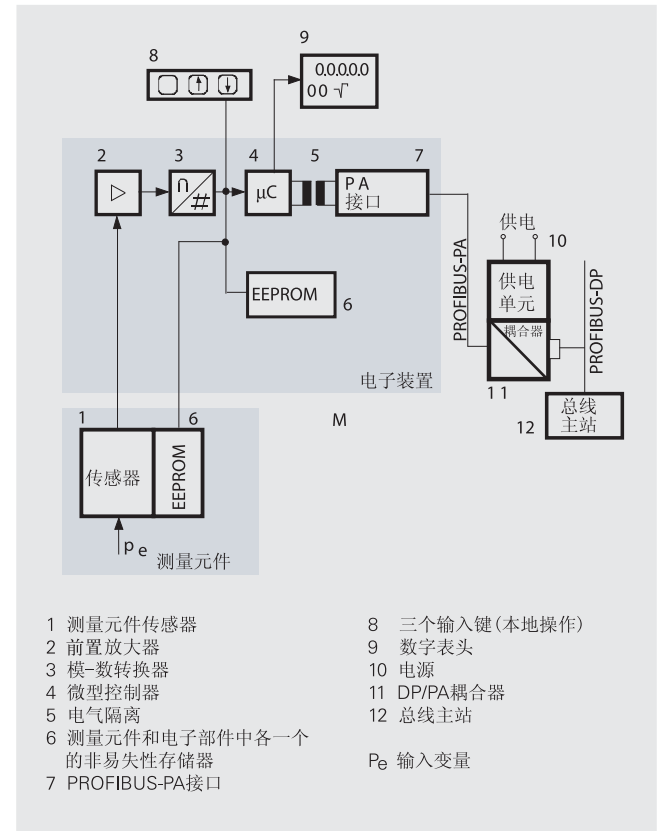 9
8
0.0.0.0.0
00 √
2
3
4
5
7
n
#
μC
PA
接口
供电
10
PROFIBUS-PA
供电
单元
PROFIBUS-DP
耦合器
EEPROM
6
电子装置
11
总线
主站
12
M
1
6
传感器
EEPROM
pe
测量元件
1 测量元件传感器
2 前置放大器
3 模-数转换器
4 微型控制器
5 电气隔离
6 测量元件和电子部件中各一个
的非易失性存储器
7 PROFIBUS-PA接口
8 三个输入键(本地操作)
9 数字表头
10 电源
11 DP/PA耦合器
12 总线主站
Pe 输入变量